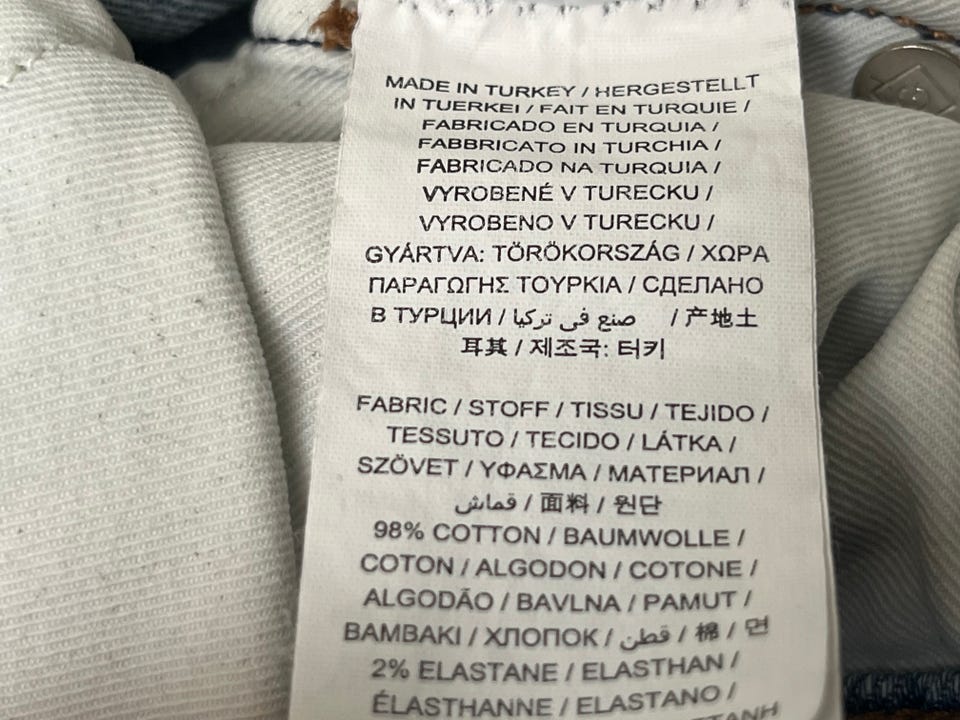 MADE IN TURKEY / HERGESTELLT
IN TUERKEI / FAIT EN TURQUIE /
FABRICADO EN TURQUIA /
FABBRICATO IN TURCHIA /
FABRICADO NA TURQUIA /
VYROBENÉ V TURECKU /
VYROBENO V TURECKU /
GYÁRTVA: TÖRÖKORSZÁG / ΧΩΡΑ
ΠΑΡΑΓΩΓΗΣ ΤΟΥΡΚΙΑ / СДЕЛАНО
В ТУРЦИИ / صنع في تركيا / 产地土
耳其 / 제조국: 터키
FABRIC / STOFF / TISSU / TEJIDO /
TESSUTO / TECIDO / LÁTKA /
SZÖVET / ΥΦΑΣΜΑ / МАТЕРИАЛ /
قماش / 面料 / 원단
98% COTTON / BAUMWOLLE /
COTON / ALGODON / COTONE /
ALGODÃO / BAVLNA / PAMUT /
BAMBAKI / ХЛОПОК / قطن / 棉 / 면
2% ELASTANE / ELASTHAN /
ÉLASTHANNE / ELASTANO /